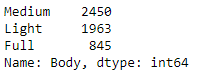 Medium    2450
Light     1963
Full       845
Name: Body, dtype: int64